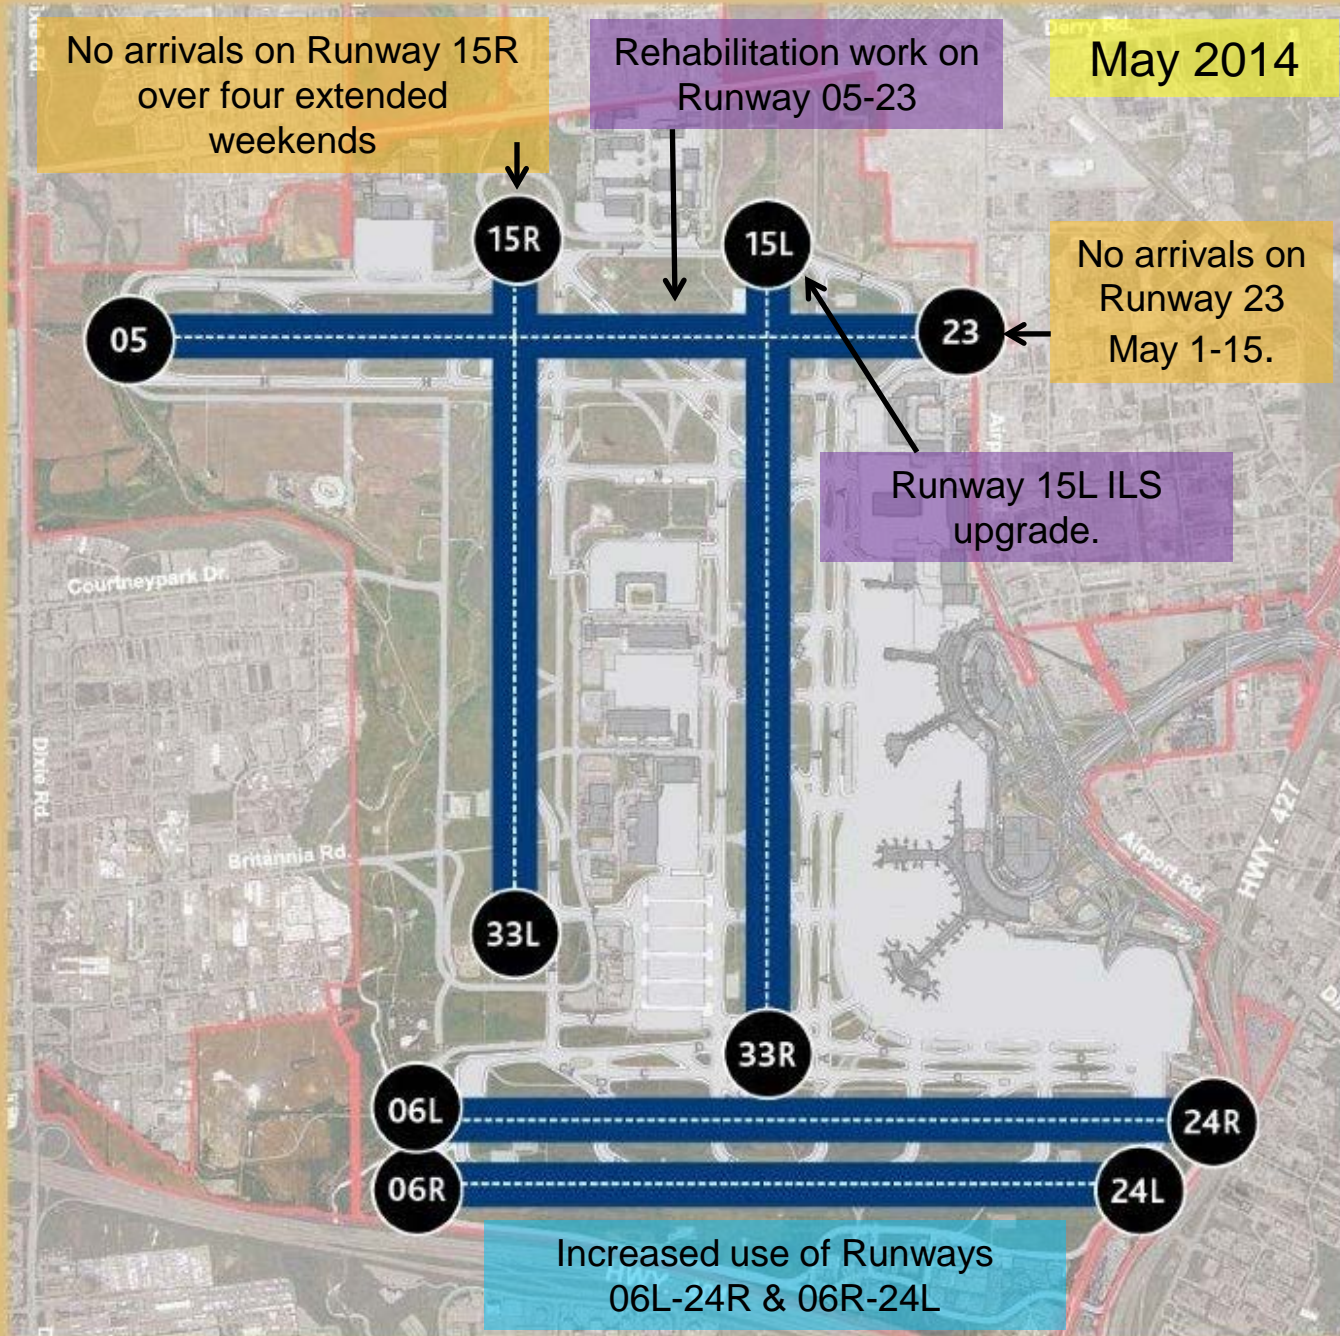 No arrivals on Runway 15R
over four extended
weekends
Rehabilitation work on
Runway 05-23
May 2014
Derry Rd.
15R
15L
05
23
No arrivals on
Runway 23
May 1-15.
Runway 15L ILS
upgrade.
Courtneypark Dr.
Dixie Rd.
Britannia Rd.
Airport Rd.
HWY. 427
33L
33R
06L
24R
06R
24L
Increased use of Runways
06L-24R & 06R-24L